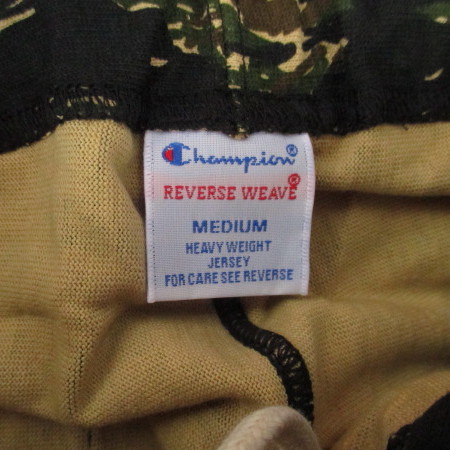 Champion®
REVERSE WEAVE®
MEDIUM
HEAVY WEIGHT
JERSEY
FOR CARE SEE REVERSE